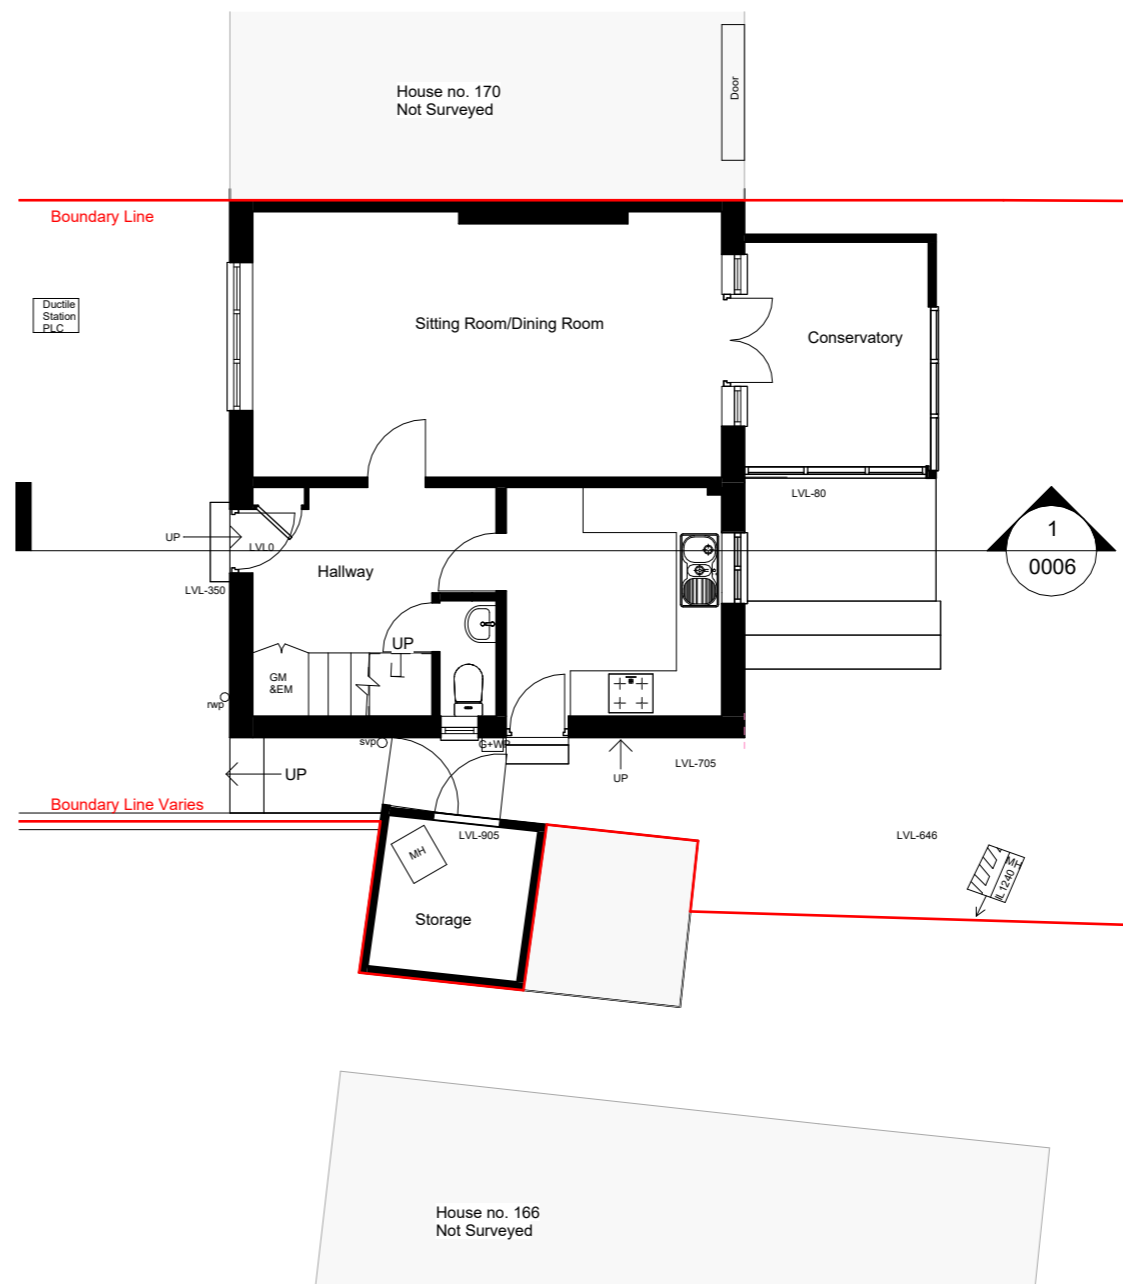 House no. 170
Not Surveyed
Door
Boundary Line
Ductile
Station
PLC
Sitting Room/Dining Room
Conservatory
LVL-80
UP
LVL0
LVL-350
Hallway
1
0006
UP
GM
&EM
rwp
svp
G+WP
UP
UP
LVL-705
Boundary Line Varies
LVL-905
LVL-646
MH
MH
IL 1240
Storage
House no. 166
Not Surveyed